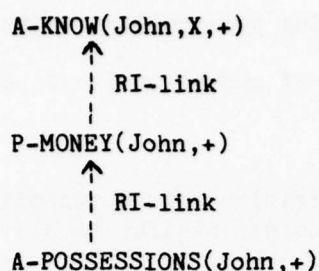 A-KNOW(John,X,+)
RI-link
P-MONEY(John,+)
RI-link
A-POSSESSIONS(John,+)